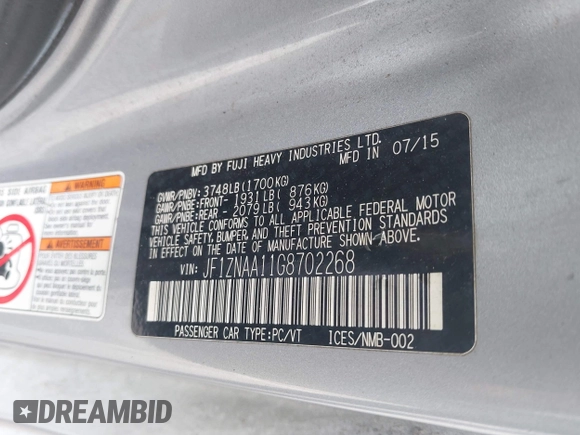 MFD BY FUJI HEAVY INDUSTRIES LTD.
MFD IN 07/15
GVWR/PNBV: 3748LB(1700KG)
GAWR/PNBE:FRONT- 1931LB( 876KG)
GAWR/PNBE:REAR - 2079LB( 943KG)
THIS VEHICLE CONFORMS TO ALL APPLICABLE FEDERAL MOTOR
VEHICLE SAFETY, BUMPER, AND THEFT PREVENTION STANDARDS
IN EFFECT ON THE DATE OF MANUFACTURE SHOWN ABOVE.
VIN: JF1ZNAA11G8702268
PASSENGER CAR TYPE:PC/VT ICES/NMB-002
SIDE AIRBAG
AVERTISSEMENT
DREAMBID